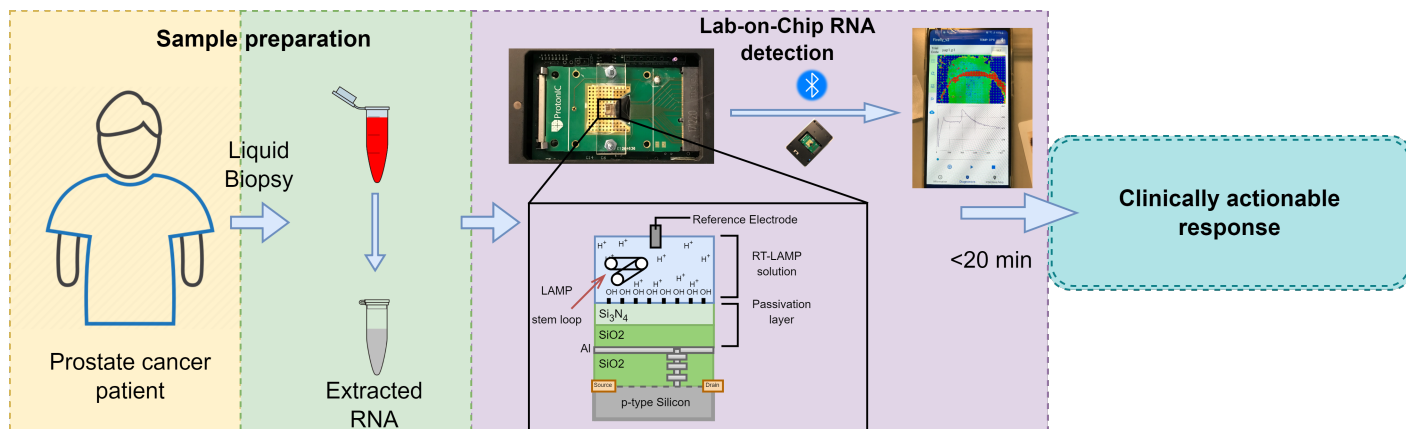 Sample preparation
Lab-on-Chip RNA
detection
Liquid
Biopsy
Prostate cancer
patient
Extracted
RNA
ProtonIC
Reference Electrode
H+
H+
H+
H+
H+
H+
H+
H+
H+
OH OH OH OH OH OH OH OH
LAMP
stem loop
RT-LAMP
solution
Passivation
layer
Si3N4
SiO2
Al
SiO2
Source
Drain
p-type Silicon
<20 min
Clinically actionable
response